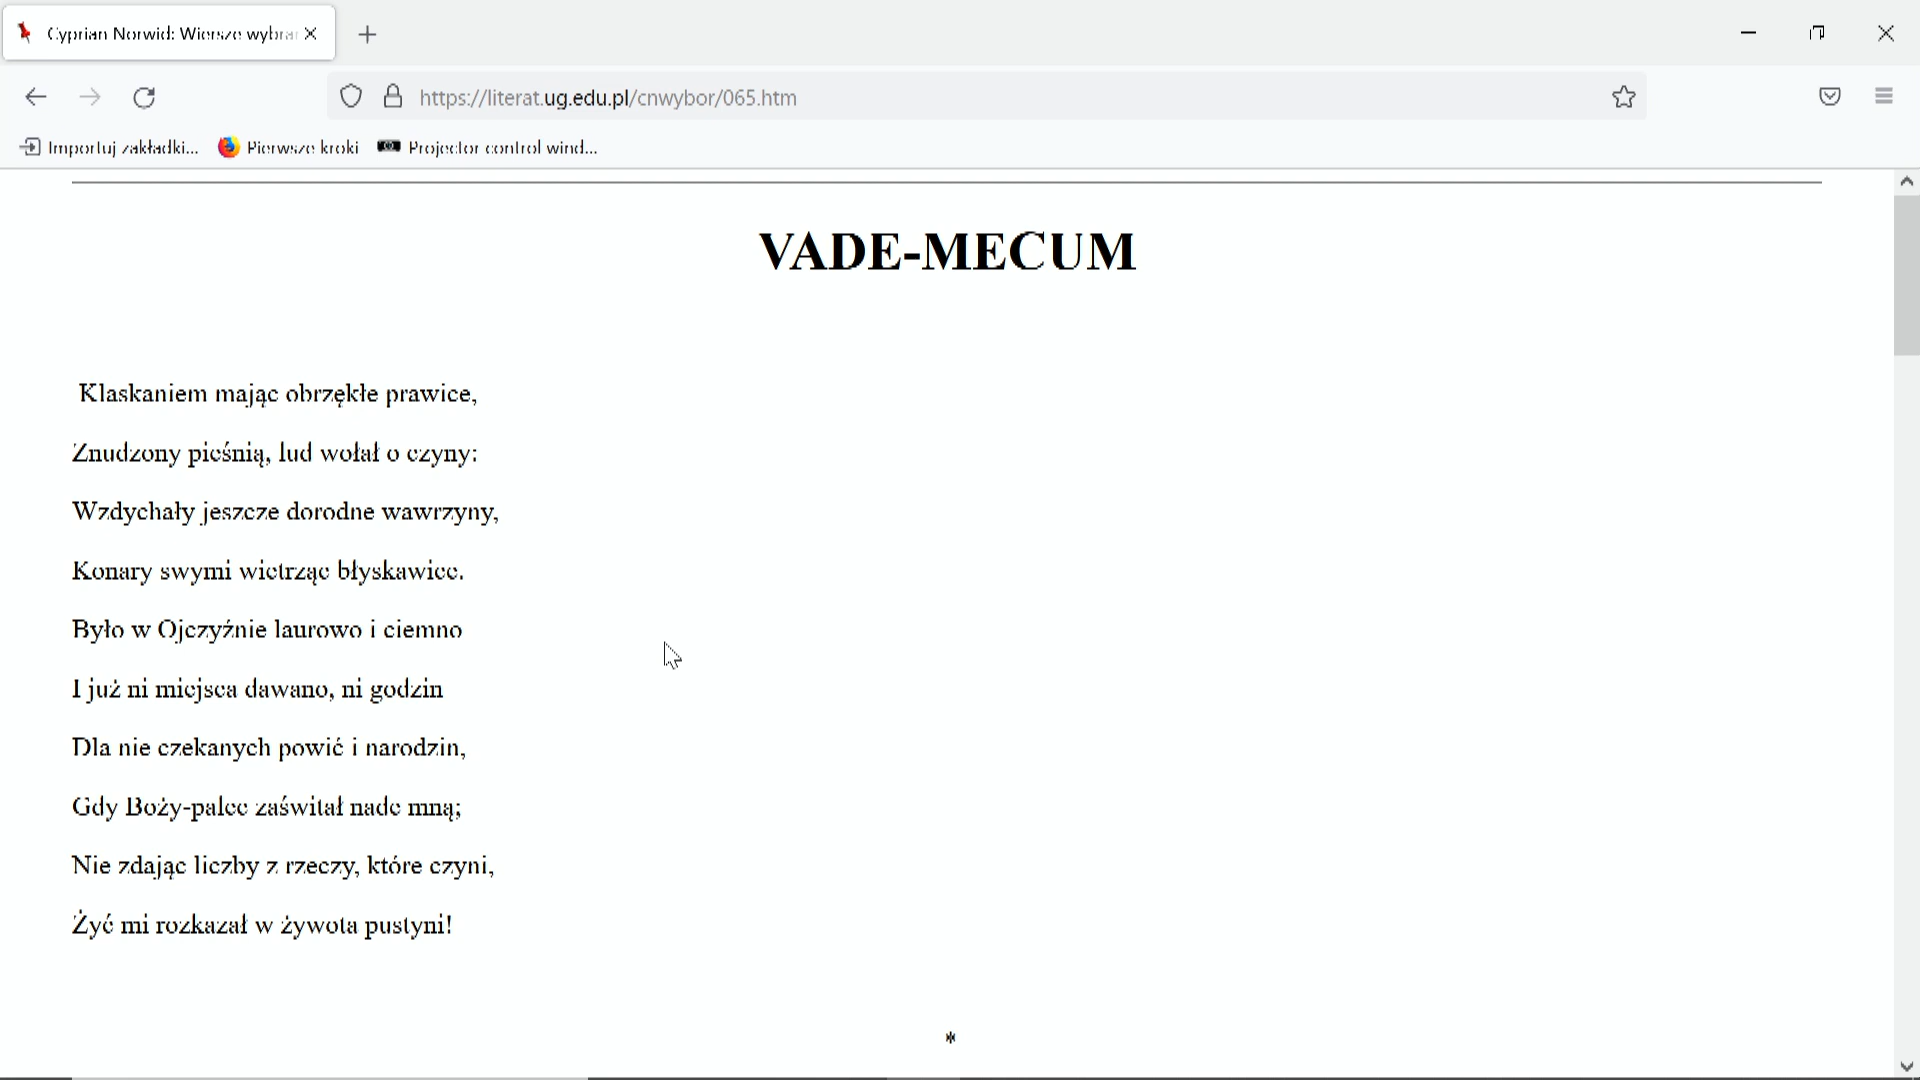 Cyprian Norwid: Wiersze wybra
https://literat.ug.edu.pl/cnwybor/065.htm
Importuj zakładki... Pierwsze kroki Projector control wind...
VADE-MECUM
Klaskaniem mając obrzękłe prawice,
Znudzony pieśnią, lud wołał o czyny:
Wzdychały jeszcze dorodne wawrzyny,
Konary swymi wietrząc błyskawice.
Było w Ojczyźnie laurowo i ciemno
I już ni miejsca dawano, ni godzin
Dla nie czekanych powić i narodzin,
Gdy Boży-palec zaświtał nade mną;
Nie zdając liczby z rzeczy, które czyni,
Żyć mi rozkazał w żywota pustyni!
*